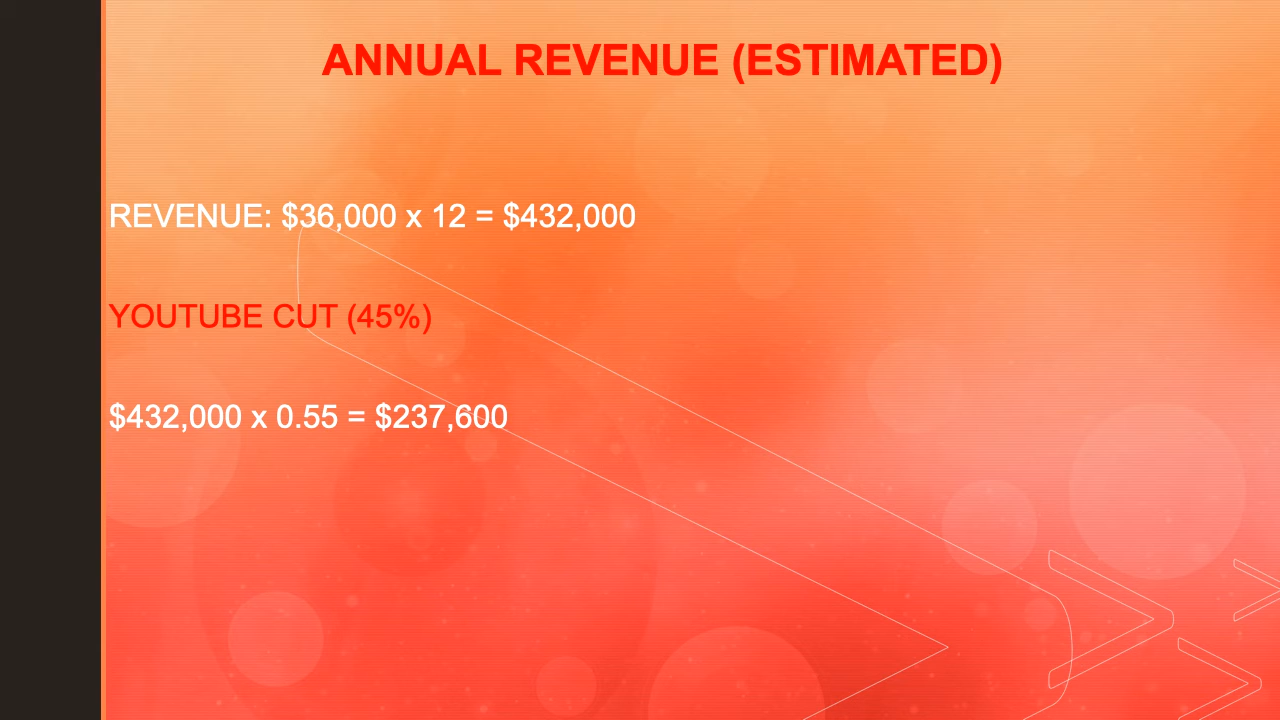 ANNUAL REVENUE (ESTIMATED)
REVENUE: $36,000 x 12 = $432,000
YOUTUBE CUT (45%)
$432,000 x 0.55 = $237,600